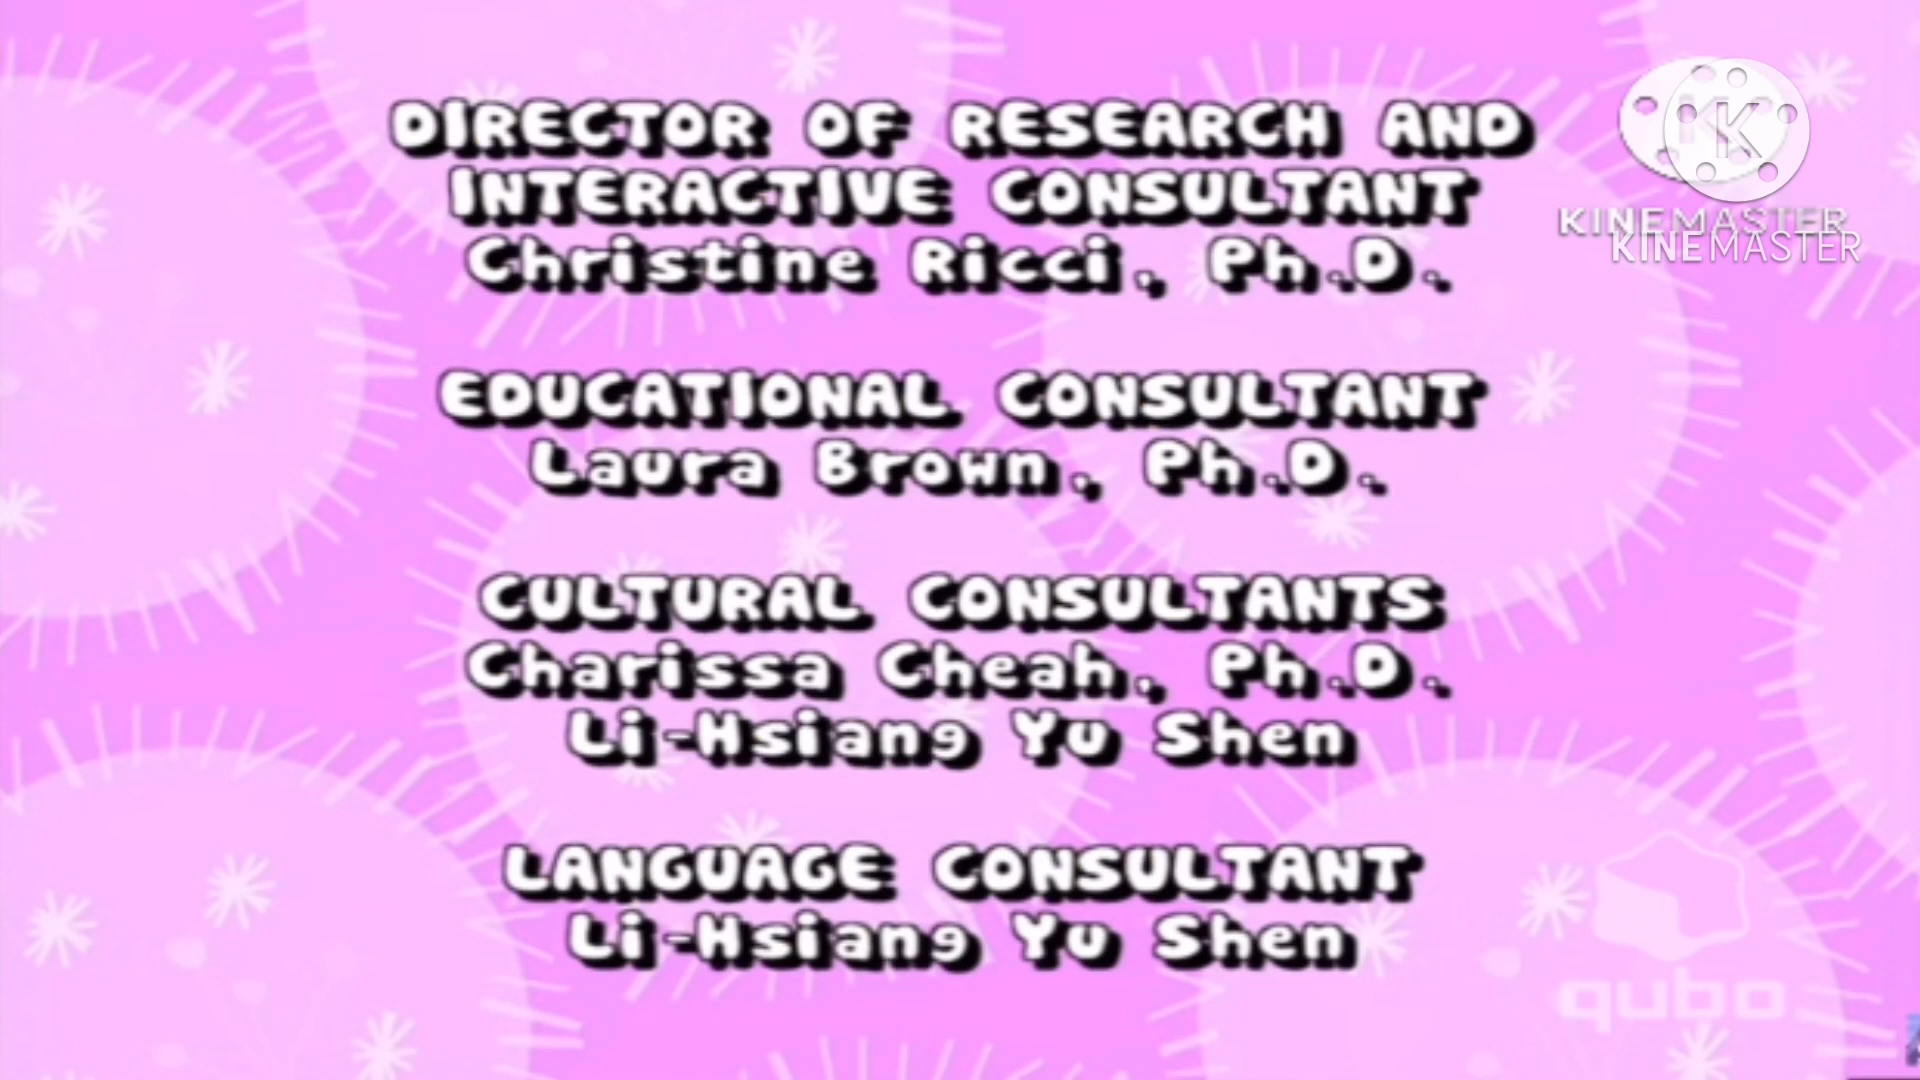 DIRECTOR OF RESEARCH AND
INTERACTIVE CONSULTANT
Christine Ricci, Ph.D.
EDUCATIONAL CONSULTANT
Laura Brown, Ph.D.
CULTURAL CONSULTANTS
Charissa Cheah, Ph.D.
Li-Hsiang Yu Shen
LANGUAGE CONSULTANT
Li-Hsiang Yu Shen
K
KINEMASTER
K
KINEMASTER
qubo